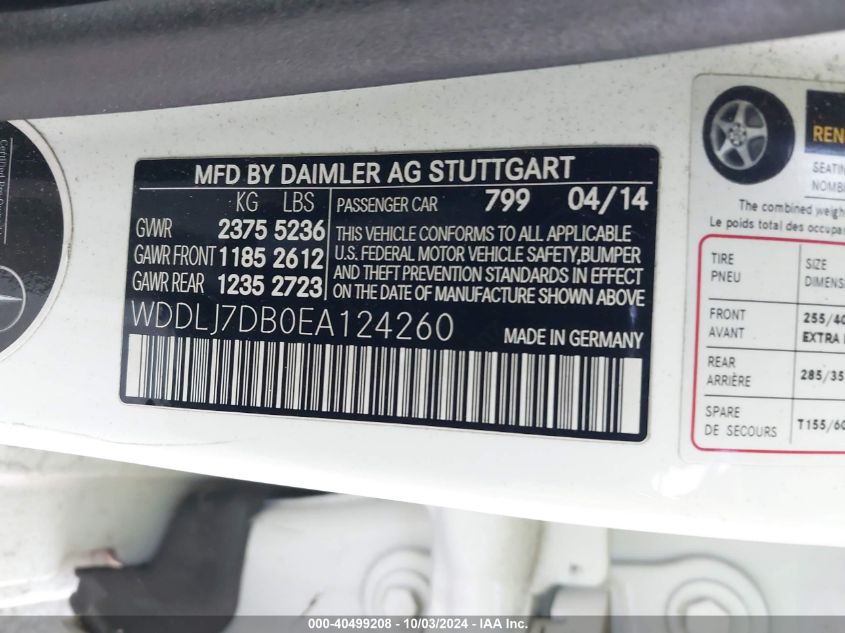 MFD BY DAIMLER AG STUTTGART
KG LBS
PASSENGER CAR 799 04/14
GVWR 2375 5236
GAWR FRONT 1185 2612
GAWR REAR 1235 2723
THIS VEHICLE CONFORMS TO ALL APPLICABLE
U.S. FEDERAL MOTOR VEHICLE SAFETY,BUMPER
AND THEFT PREVENTION STANDARDS IN EFFECT
ON THE DATE OF MANUFACTURE SHOWN ABOVE
WDDLJ7DB0EA124260
MADE IN GERMANY
The combined
Le poids total des
TIRE SIZE
PNEU
FRONT 255/40
AVANT EXTRA
REAR 285/35
ARRIÈRE
SPARE T155/60
DE SECOURS
000-40499208 - 10/03/2024 - IAA Inc.